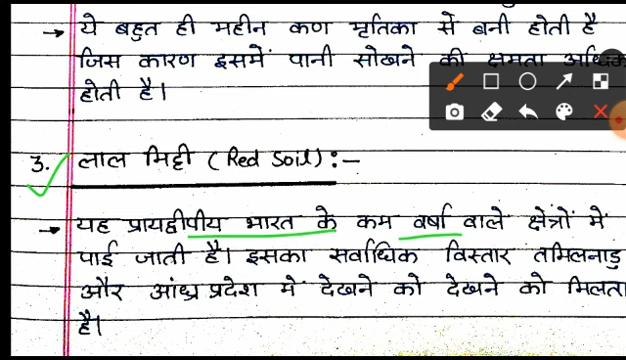 → ये बहुत ही महीन कण मृतिका से बनी होती है
जिस कारण इसमें पानी सोखने की क्षमता अधिक
होती है।
3. लाल मिट्टी ( Red Soil ) :-
→ यह प्रायद्वीपीय भारत के कम वर्षा वाले क्षेत्रों में
पाई जाती है। इसका सर्वाधिक विस्तार तमिलनाडु
और आंध्र प्रदेश में देखने को देखने को मिलता
है।